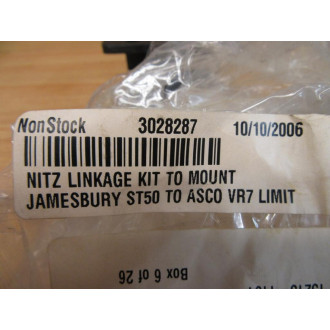 NonStock 3028287 10/10/2006
NITZ LINKAGE KIT TO MOUNT
JAMESBURY ST50 TO ASCO VR7 LIMIT
Box 6 of 26